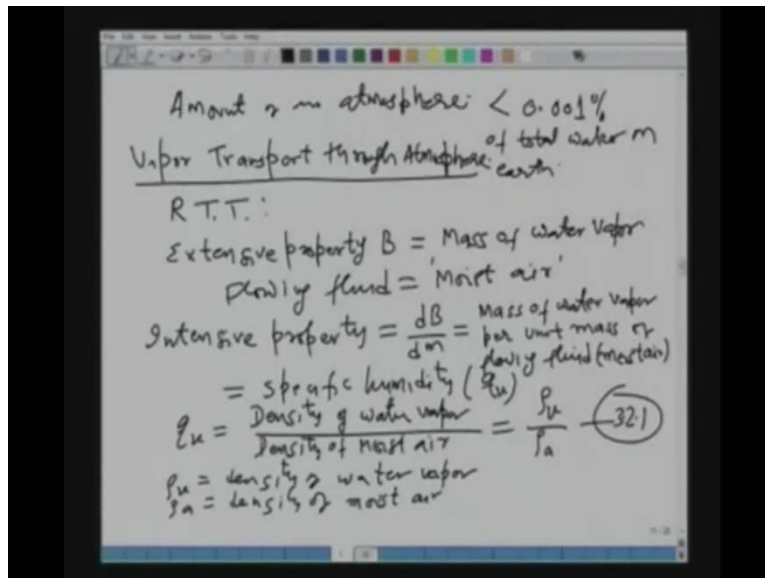 Amount atmosphere: < 0.001%
of total water on
earth.
Vapor Transport through Atmosphere:
R T.T.:
Extensive property B = Mass of water vapor
flowing fluid = 'Moist air'
Intensive property = dB/dm = Mass of water vapor
per unit mass of
flowing fluid (moist air)
= specific humidity (qv)
qv = Density of water vapor / Density of Moist air = ρv / ρa — 32.1
ρv = density of water vapor
ρa = density of moist air